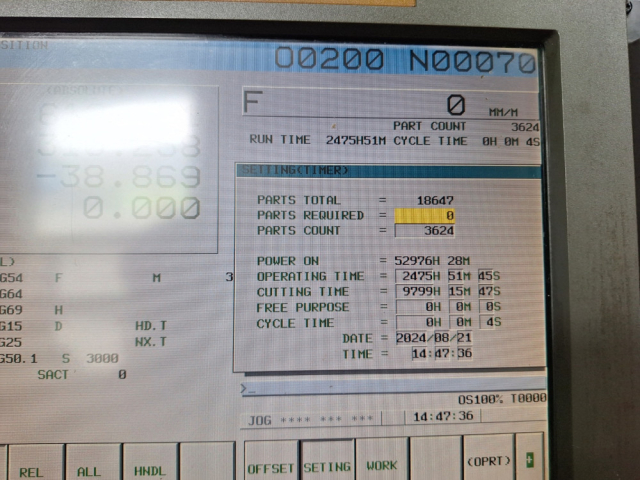 SITION
O0200 N00070
(ABSOLUTE)
F 0 MM/M
PART COUNT 3624
RUN TIME 2475H51M CYCLE TIME 0H 0M 4S
-38.869
0.000
SETTING(TIMER)
PARTS TOTAL = 18647
PARTS REQUIRED = 0
PARTS COUNT = 3624
POWER ON = 52976H 28M
OPERATING TIME = 2475H 51M 45S
CUTTING TIME = 9799H 15M 47S
FREE PURPOSE = 0H 0M 0S
CYCLE TIME = 0H 0M 4S
DATE = 2024/08/21
TIME = 14:47:36
L)
G54 F M 3
G64
G69 H
G15 D HD.T
G25 NX.T
G50.1 S 3000
SACT 0
>_
OS100% T0000
JOG **** *** *** 14:47:36
REL ALL HNDL OFFSET SETING WORK (OPRT) +